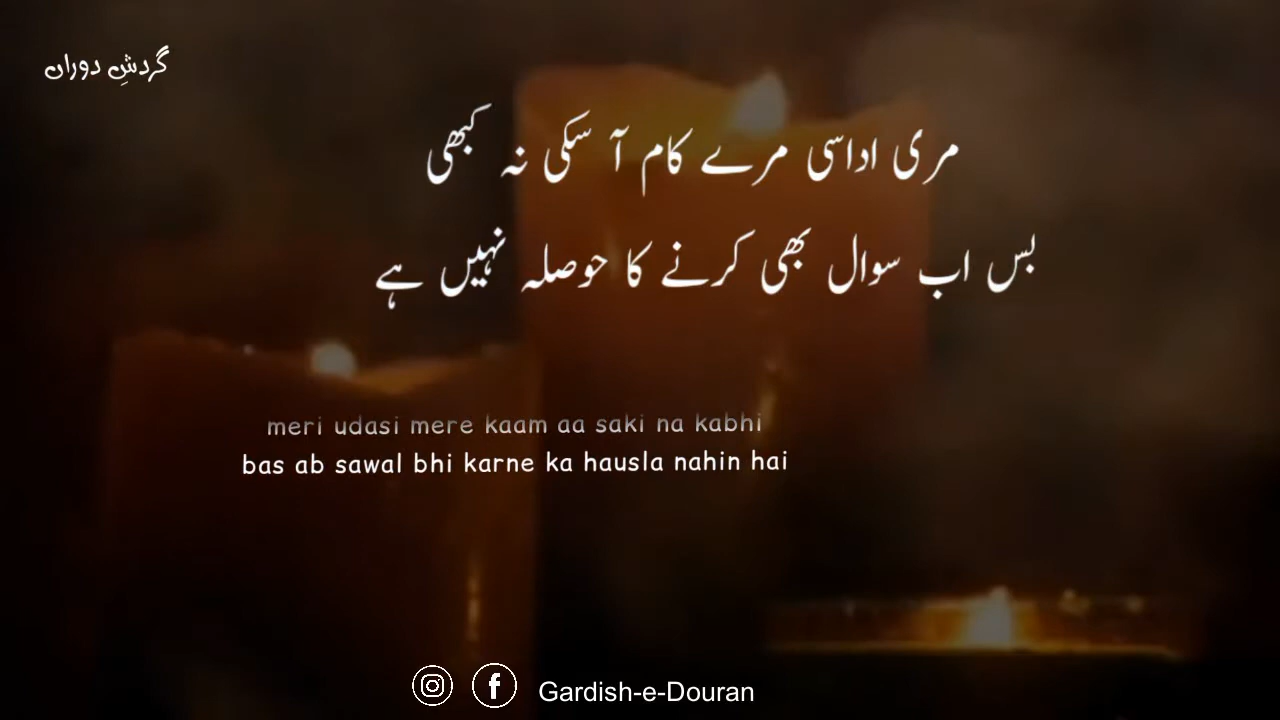 گردشِ دوراں
مری اداسی مرے کام آ سکی نہ کبھی
بس اب سوال بھی کرنے کا حوصلہ نہیں ہے
meri udasi mere kaam aa saki na kabhi
bas ab sawal bhi karne ka hausla nahin hai
Gardish-e-Douran